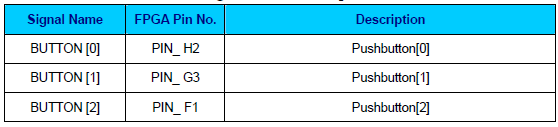 Signal Name FPGA Pin No. Description
BUTTON [0] PIN_ H2 Pushbutton[0]
BUTTON [1] PIN_ G3 Pushbutton[1]
BUTTON [2] PIN_ F1 Pushbutton[2]